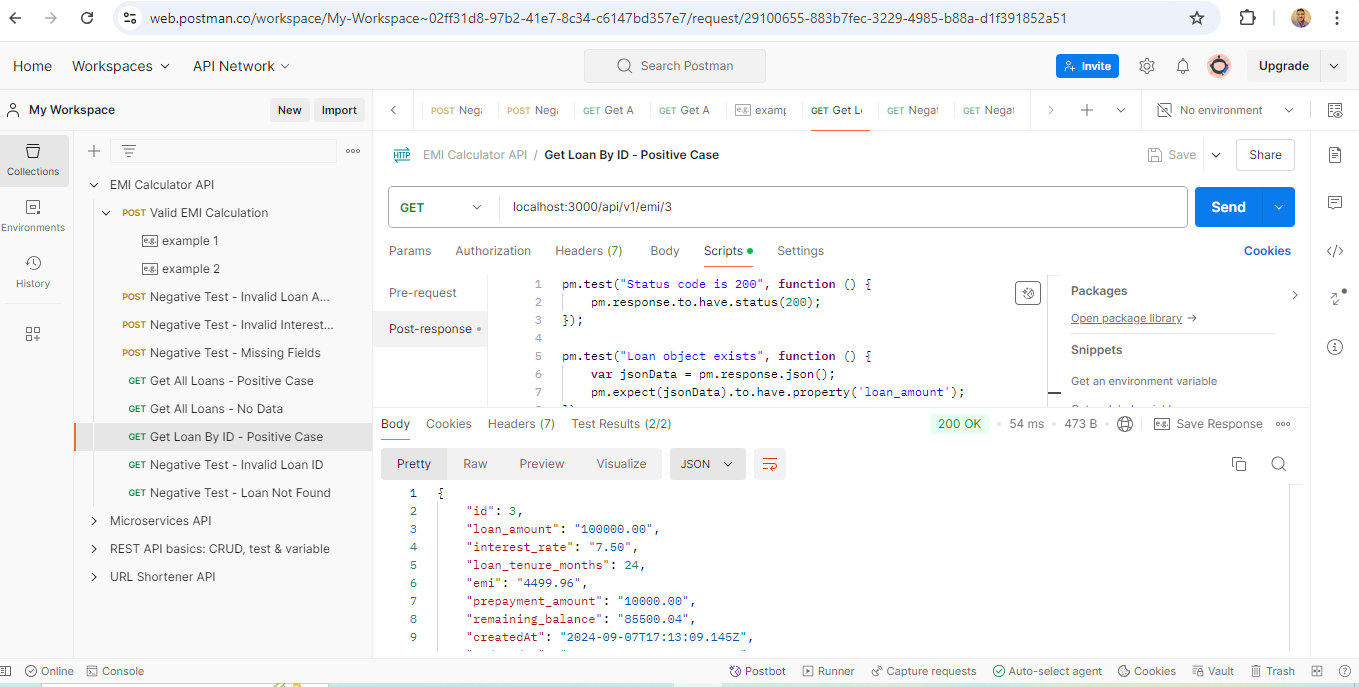 web.postman.co/workspace/My-Workspace~02ff31d8-97b2-41e7-8c34-c6147bd357e7/request/29100655-883b7fec-3229-4985-b88a-d1f391852a51
Home Workspaces API Network Search Postman Invite Upgrade
My Workspace New Import
POST Nega POST Nega GET Get A GET Get A e.g. examp GET Get L GET Negat GET Negat No environment
Collections
Environments
History
EMI Calculator API
POST Valid EMI Calculation
e.g. example 1
e.g. example 2
POST Negative Test - Invalid Loan A...
POST Negative Test - Invalid Interest...
POST Negative Test - Missing Fields
GET Get All Loans - Positive Case
GET Get All Loans - No Data
GET Get Loan By ID - Positive Case
GET Negative Test - Invalid Loan ID
GET Negative Test - Loan Not Found
Microservices API
REST API basics: CRUD, test & variable
URL Shortener API
HTTP EMI Calculator API / Get Loan By ID - Positive Case Save Share
GET localhost:3000/api/v1/emi/3 Send
Params Authorization Headers (7) Body Scripts Settings Cookies
Pre-request
Post-response
1 pm.test("Status code is 200", function () {
2 pm.response.to.have.status(200);
3 });
4
5 pm.test("Loan object exists", function () {
6 var jsonData = pm.response.json();
7 pm.expect(jsonData).to.have.property('loan_amount');
Packages
Open package library →
Snippets
Get an environment variable
Body Cookies Headers (7) Test Results (2/2) 200 OK 54 ms 473 B e.g. Save Response
Pretty Raw Preview Visualize JSON
1 {
2 "id": 3,
3 "loan_amount": "100000.00",
4 "interest_rate": "7.50",
5 "loan_tenure_months": 24,
6 "emi": "4499.96",
7 "prepayment_amount": "10000.00",
8 "remaining_balance": "85500.04",
9 "createdAt": "2024-09-07T17:13:09.145Z",
Online Console Postbot Runner Capture requests Auto-select agent Cookies Vault Trash